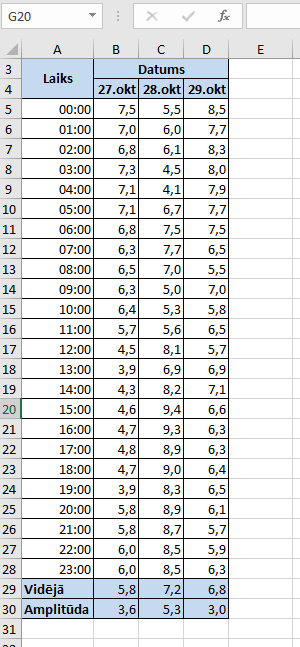 G20 fx
A B C D E
3 Laiks Datums
4 27.okt 28.okt 29.okt
5 00:00 7,5 5,5 8,5
6 01:00 7,0 6,0 7,7
7 02:00 6,8 6,1 8,3
8 03:00 7,3 4,5 8,0
9 04:00 7,1 4,1 7,9
10 05:00 7,1 6,7 7,7
11 06:00 6,8 7,5 7,5
12 07:00 6,3 7,7 6,5
13 08:00 6,5 7,0 5,5
14 09:00 6,3 5,0 7,0
15 10:00 6,4 5,3 5,8
16 11:00 5,7 5,6 6,5
17 12:00 4,5 8,1 5,7
18 13:00 3,9 6,9 6,9
19 14:00 4,3 8,2 7,1
20 15:00 4,6 9,4 6,6
21 16:00 4,7 9,3 6,3
22 17:00 4,8 8,9 6,3
23 18:00 4,7 9,0 6,4
24 19:00 3,9 8,3 6,5
25 20:00 5,8 8,9 6,1
26 21:00 5,8 8,7 5,7
27 22:00 6,0 8,5 5,9
28 23:00 6,0 8,5 6,3
29 Vidējā 5,8 7,2 6,8
30 Amplitūda 3,6 5,3 3,0
31